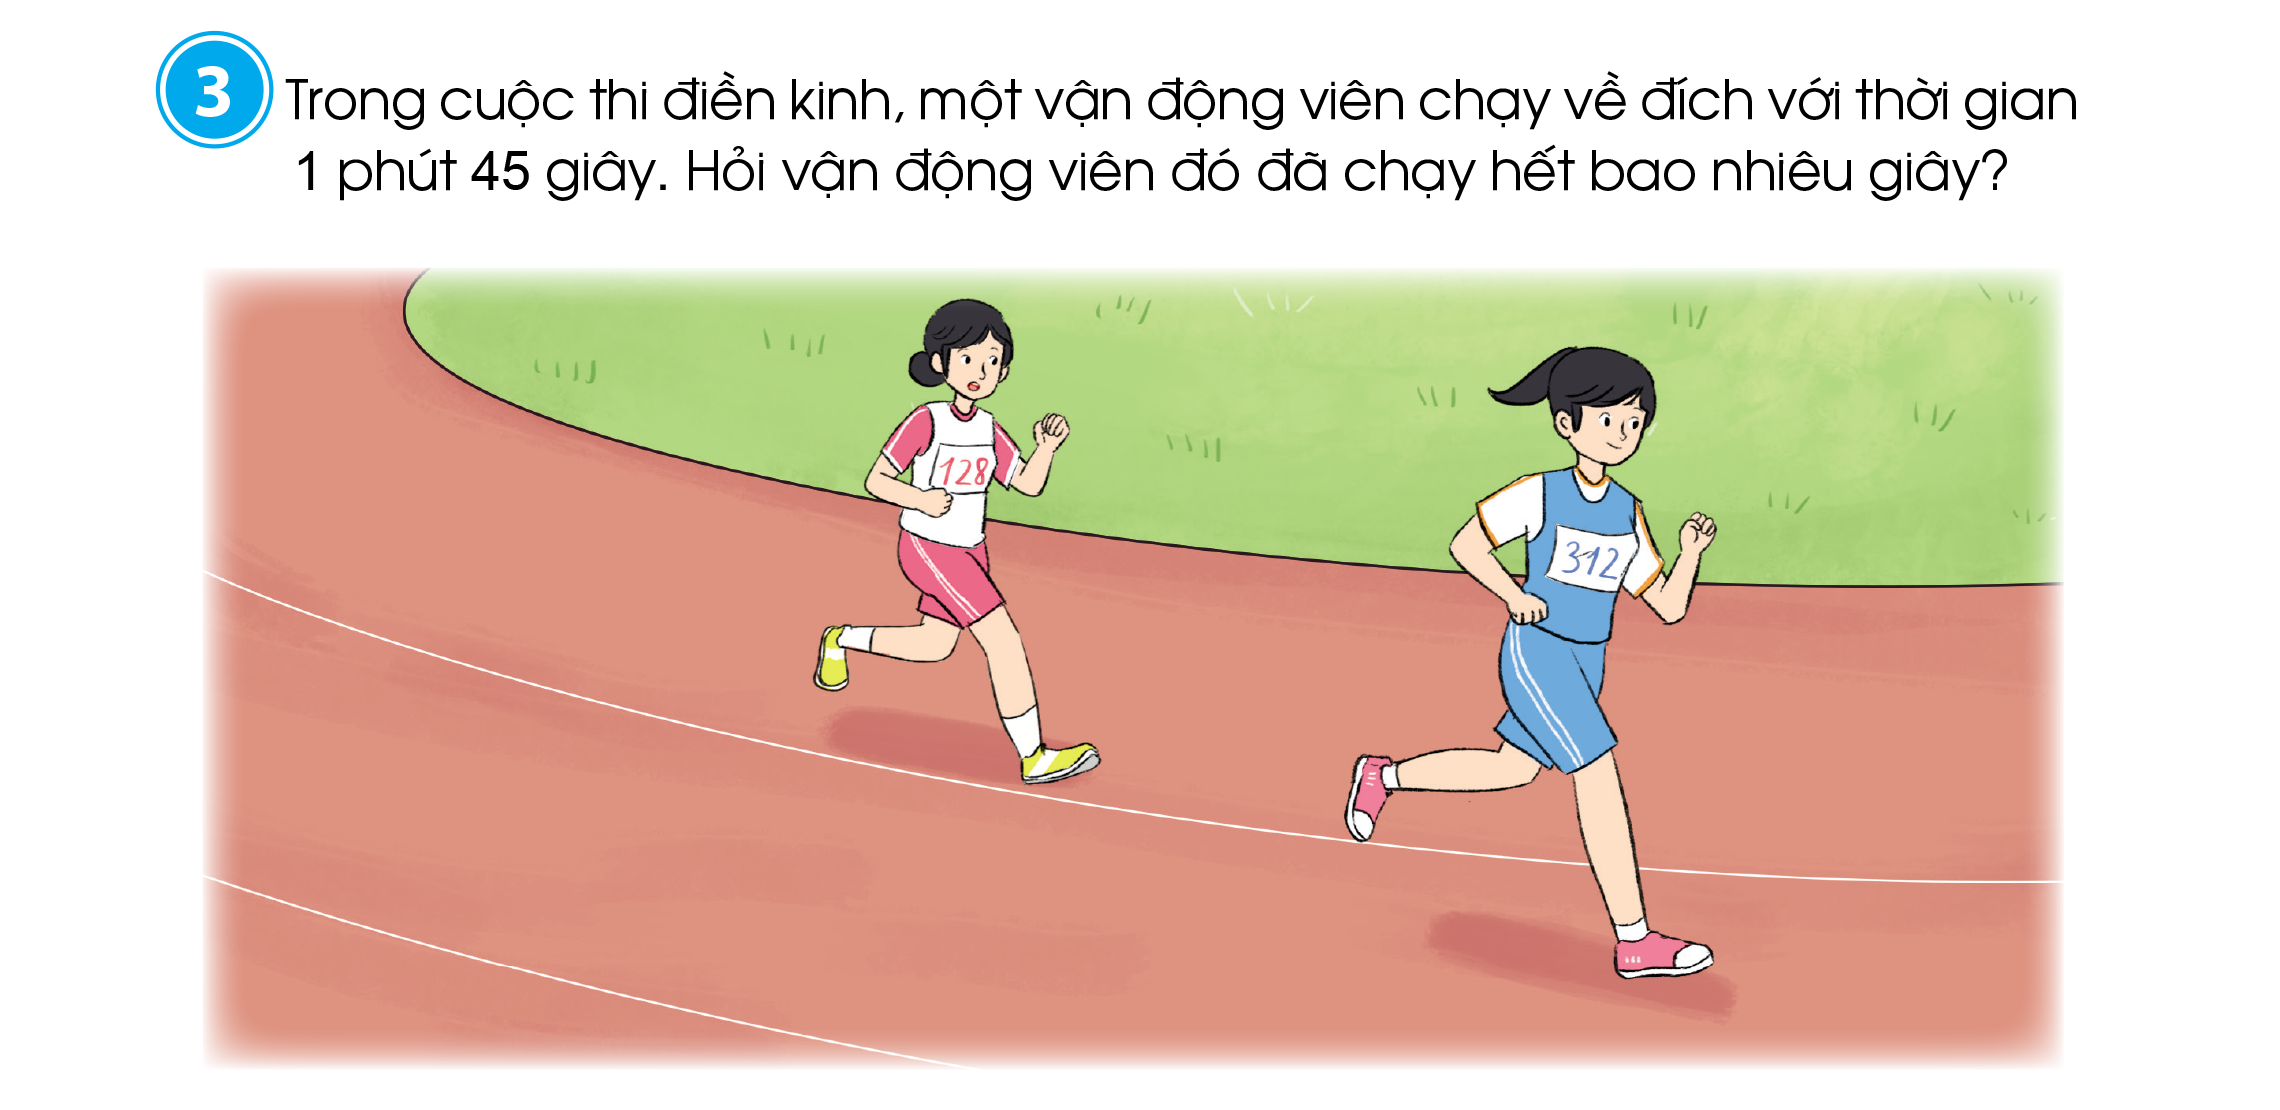 3 Trong cuộc thi điền kinh, một vận động viên chạy về đích với thời gian
1 phút 45 giây. Hỏi vận động viên đó đã chạy hết bao nhiêu giây?
128
312